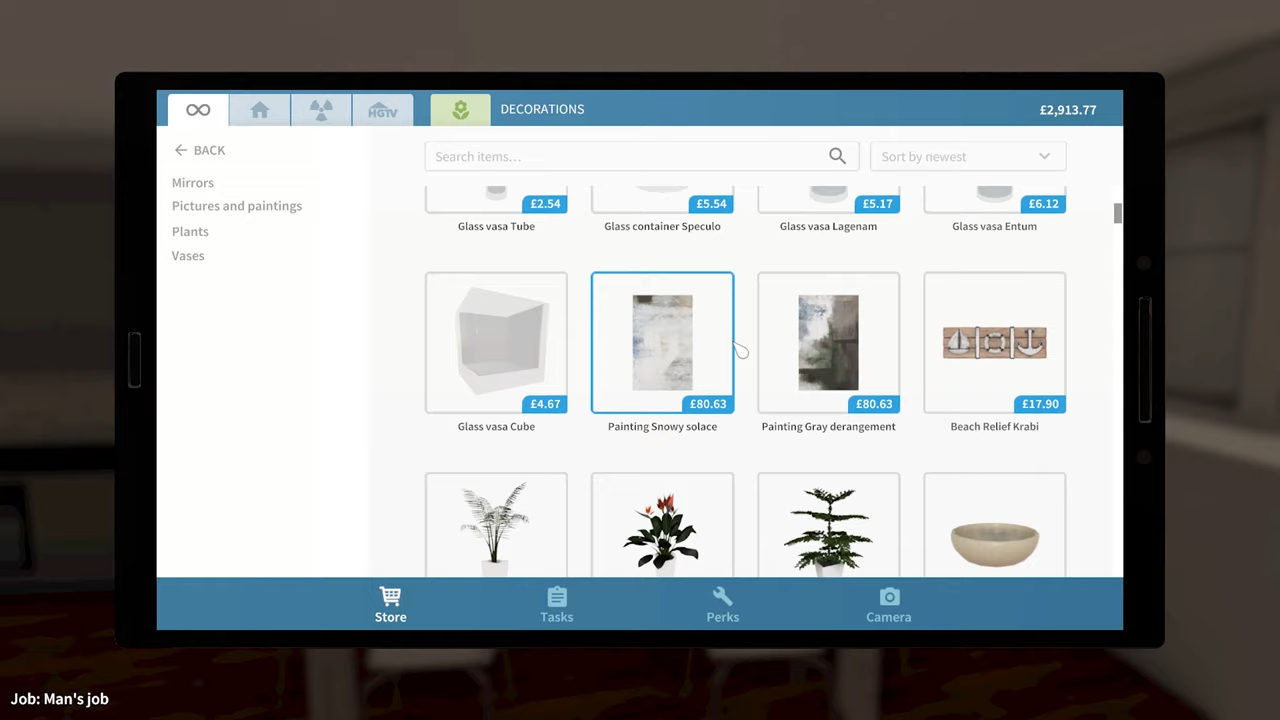 HGTV
DECORATIONS
£2,913.77
BACK
Search items...
Sort by newest
Mirrors
Pictures and paintings
Plants
Vases
£2.54
£5.54
£5.17
£6.12
Glass vasa Tube
Glass container Speculo
Glass vasa Lagenam
Glass vasa Entum
£4.67
£80.63
£80.63
£17.90
Glass vasa Cube
Painting Snowy solace
Painting Gray derangement
Beach Relief Krabi
Store
Tasks
Perks
Camera
Job: Man's job